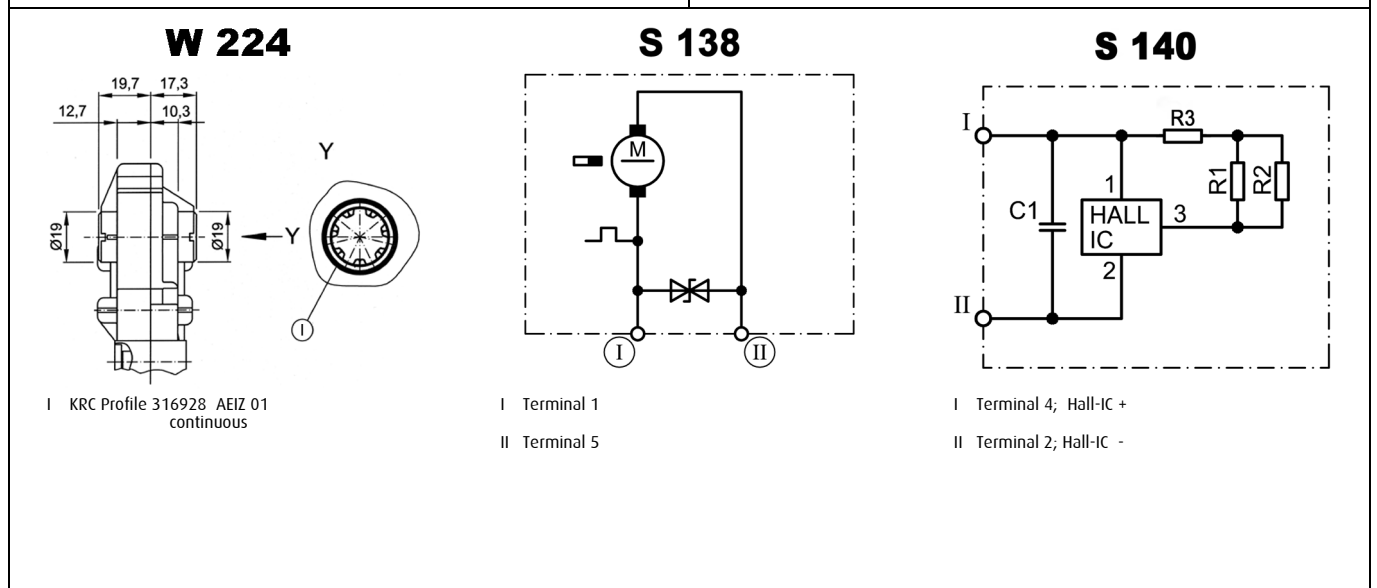 W 224
19,7 17,3
12,7 10,3
Y
Ø19
Ø19
Y
I
I KRC Profile 316928 AEIZ 01
continuous
S 138
M
I
II
I Terminal 1
II Terminal 5
S 140
I
R3
R1
R2
1
C1
HALL
IC
3
2
II
I Terminal 4; Hall-IC +
II Terminal 2; Hall-IC -